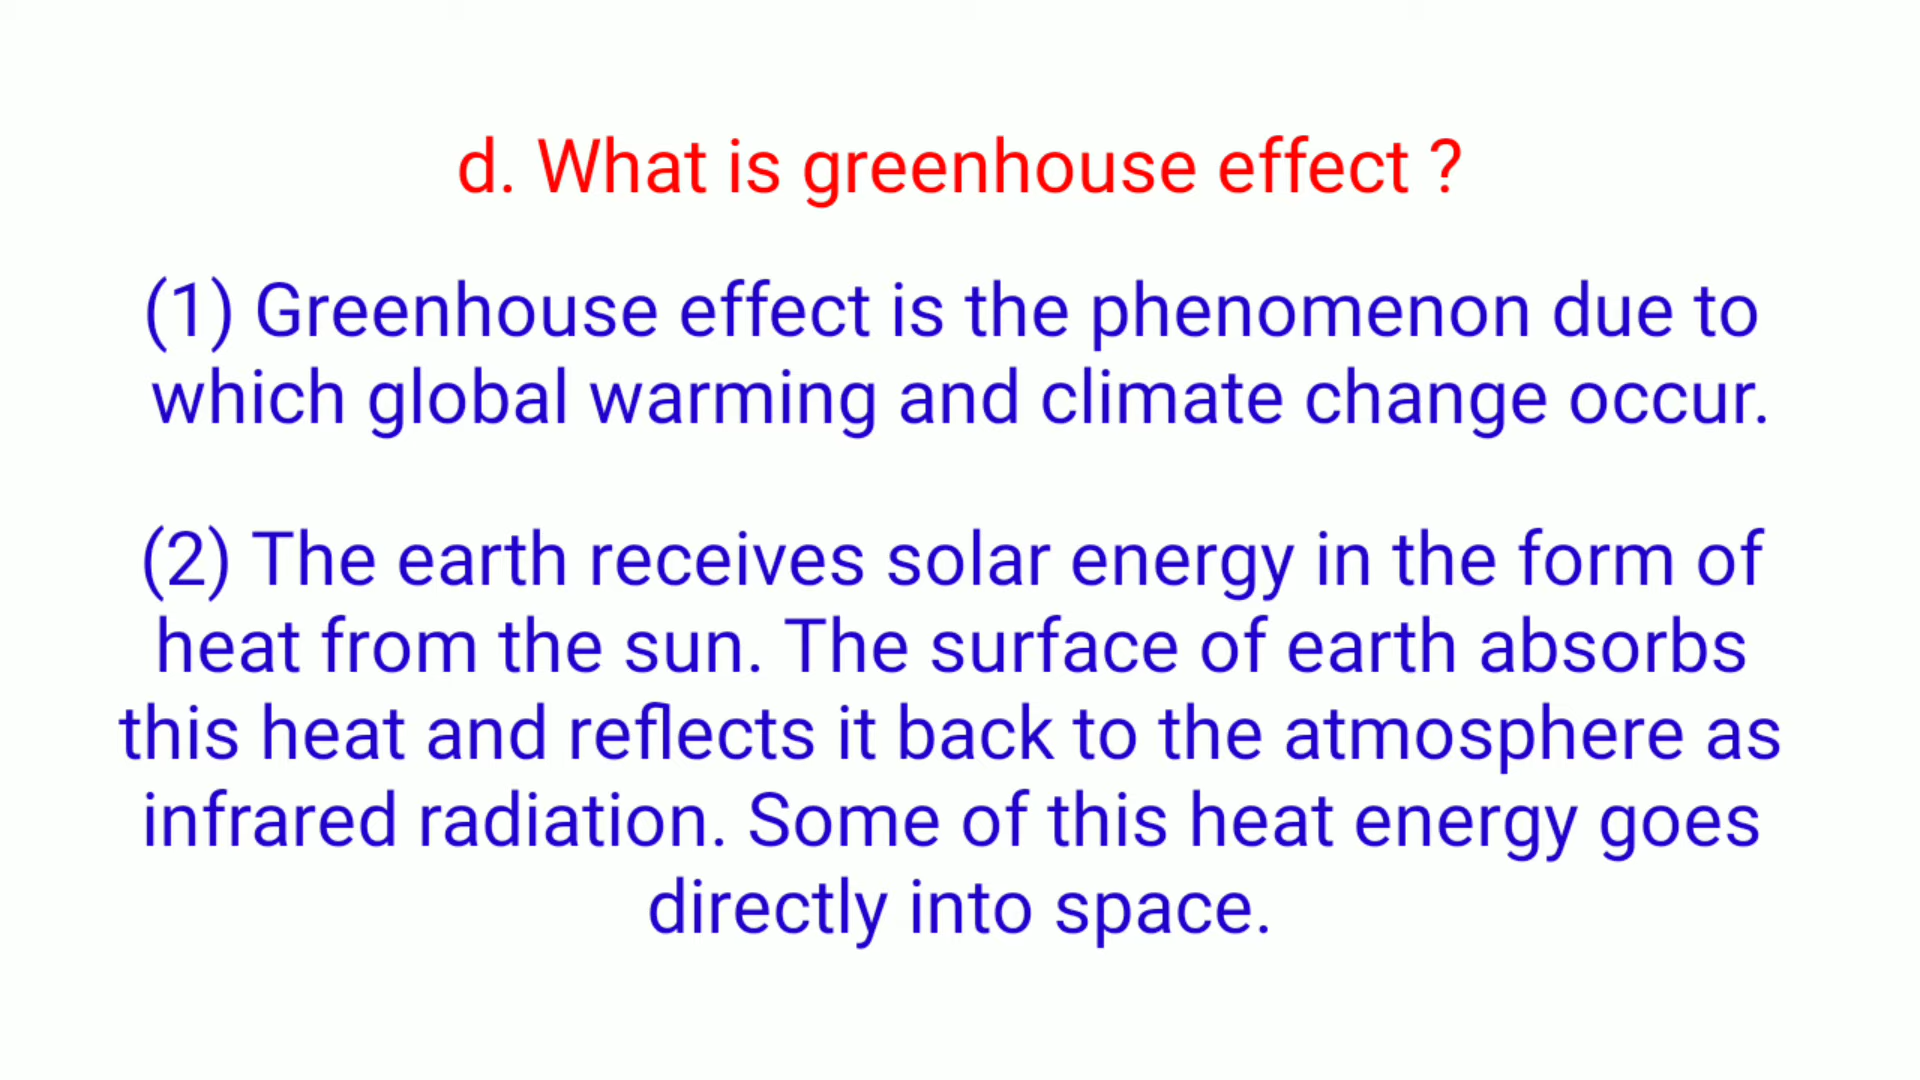 d. What is greenhouse effect ?
(1) Greenhouse effect is the phenomenon due to
which global warming and climate change occur.
(2) The earth receives solar energy in the form of
heat from the sun. The surface of earth absorbs
this heat and reflects it back to the atmosphere as
infrared radiation. Some of this heat energy goes
directly into space.